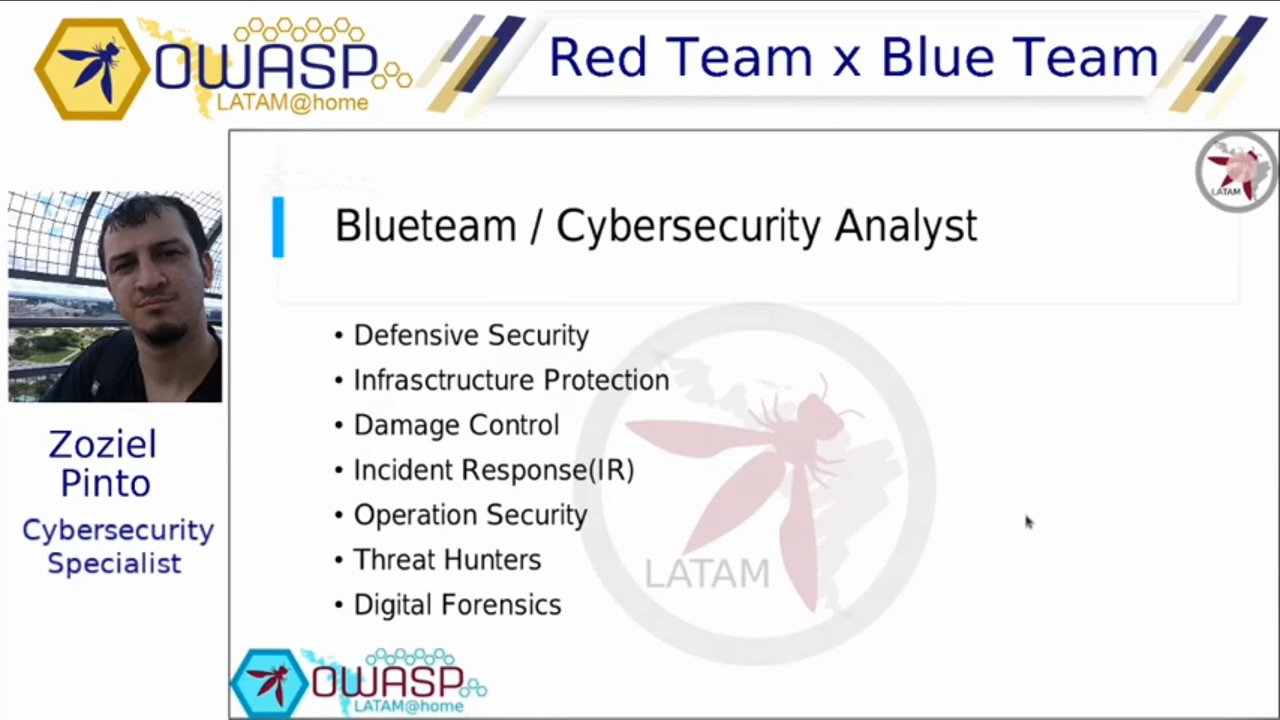 OWASP
LATAM@home
Red Team x Blue Team
LATAM
Blueteam / Cybersecurity Analyst
Zoziel
Pinto
Cybersecurity
Specialist
• Defensive Security
• Infrasctructure Protection
• Damage Control
• Incident Response(IR)
• Operation Security
• Threat Hunters
• Digital Forensics
LATAM
OWASP
LATAM@home